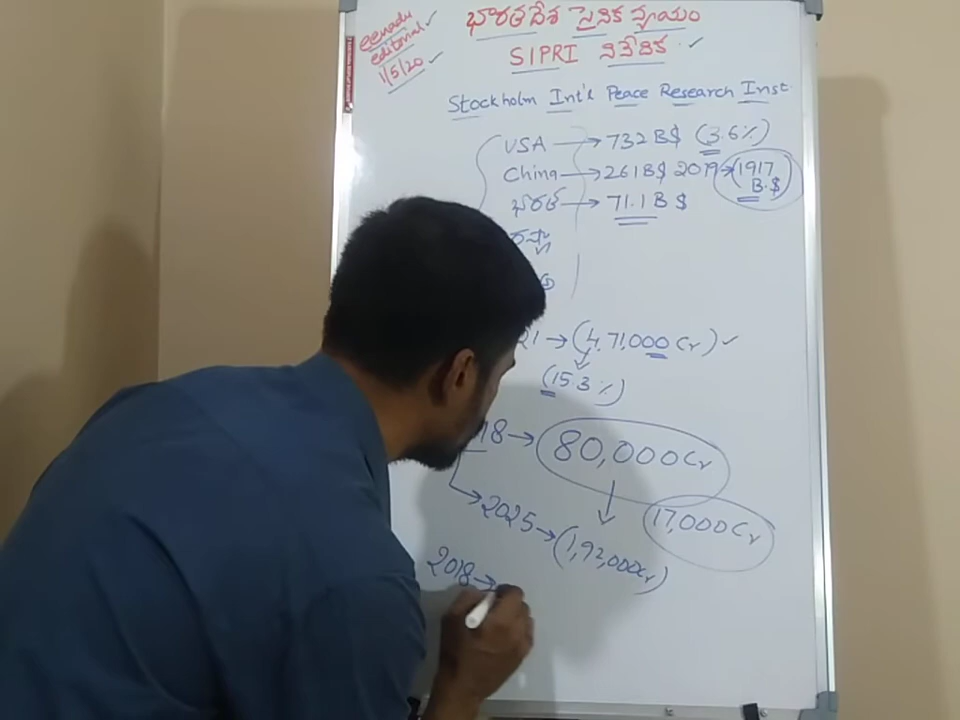 eenadu
editorial
1/5/20
భారతదేశ సైనిక వ్యయం
SIPRI నివేదిక
Stockholm Int'l Peace Research Inst
USA → 732 B$ (3.6%)
China → 261 B$ 2019 → (1917 B.$
భారత్ → 71.1 B $
రష్యా
21 → (4,71,000 Cr)
(15.3%)
18 → 80,000 Cr
17,000 Cr
2025 → (1,92,000 Cr)
2018 →